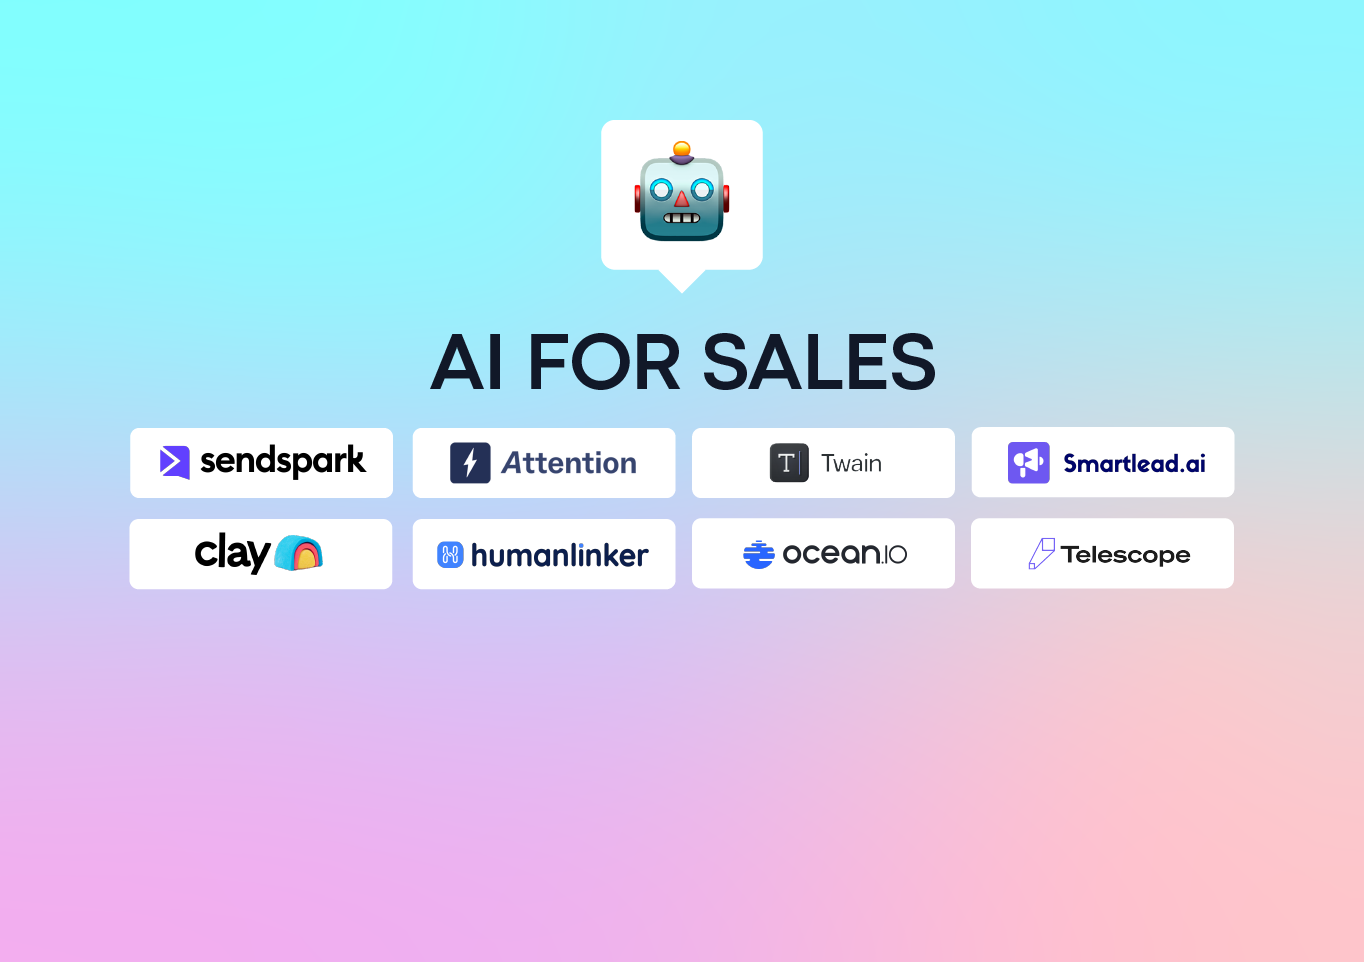 AI FOR SALES
sendspark
Attention
T Twain
Smartlead.ai
clay
humanlinker
ocean.IO
Telescope